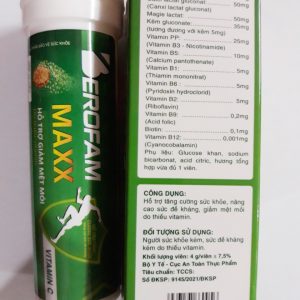 BẢO VỆ SỨC KHỎE
BEROFAM
MAXX
HỖ TRỢ GIẢM MỆT MỎI
VITAMIN C
lactat gluconat: 50mg
(Canxi lactat gluconat)
Magie lactat: 50mg
Kẽm gluconate: 35mg
(tương đương với kẽm 5mg)
Vitamin PP: 25mg
(Vitamin B3 - Nicotinamide)
Vitamin B5: 10mg
(Calcium pantothenate)
Vitamin B1: 5mg
(Thiamin mononitrat)
Vitamin B6: 5mg
(Pyridoxin hydroclorid)
Vitamin B2: 5mg
(Riboflavin)
Vitamin B9: 0,2mg
(Acid folic)
Biotin: 0,1mg
Vitamin B12: 0,001mg
(Cyanocobalamin)
Phụ liệu: Glucose khan, sodium
bicarbonat, acid citric, hương tổng
hợp vừa đủ 1 viên.
CÔNG DỤNG:
Hỗ trợ tăng cường sức khỏe, nâng
cao sức đề kháng, giảm mệt mỏi
do thiếu vitamin.
ĐỐI TƯỢNG SỬ DỤNG:
Người sức khỏe kém, sức đề kháng
kém do thiếu vitamin.
Khối lượng viên: 4 g/viên ± 7,5%
Bộ Y Tế - Cục An Toàn Thực Phẩm
Tiêu chuẩn: TCCS:
Số ĐKSP: 9145/2021/ĐKSP